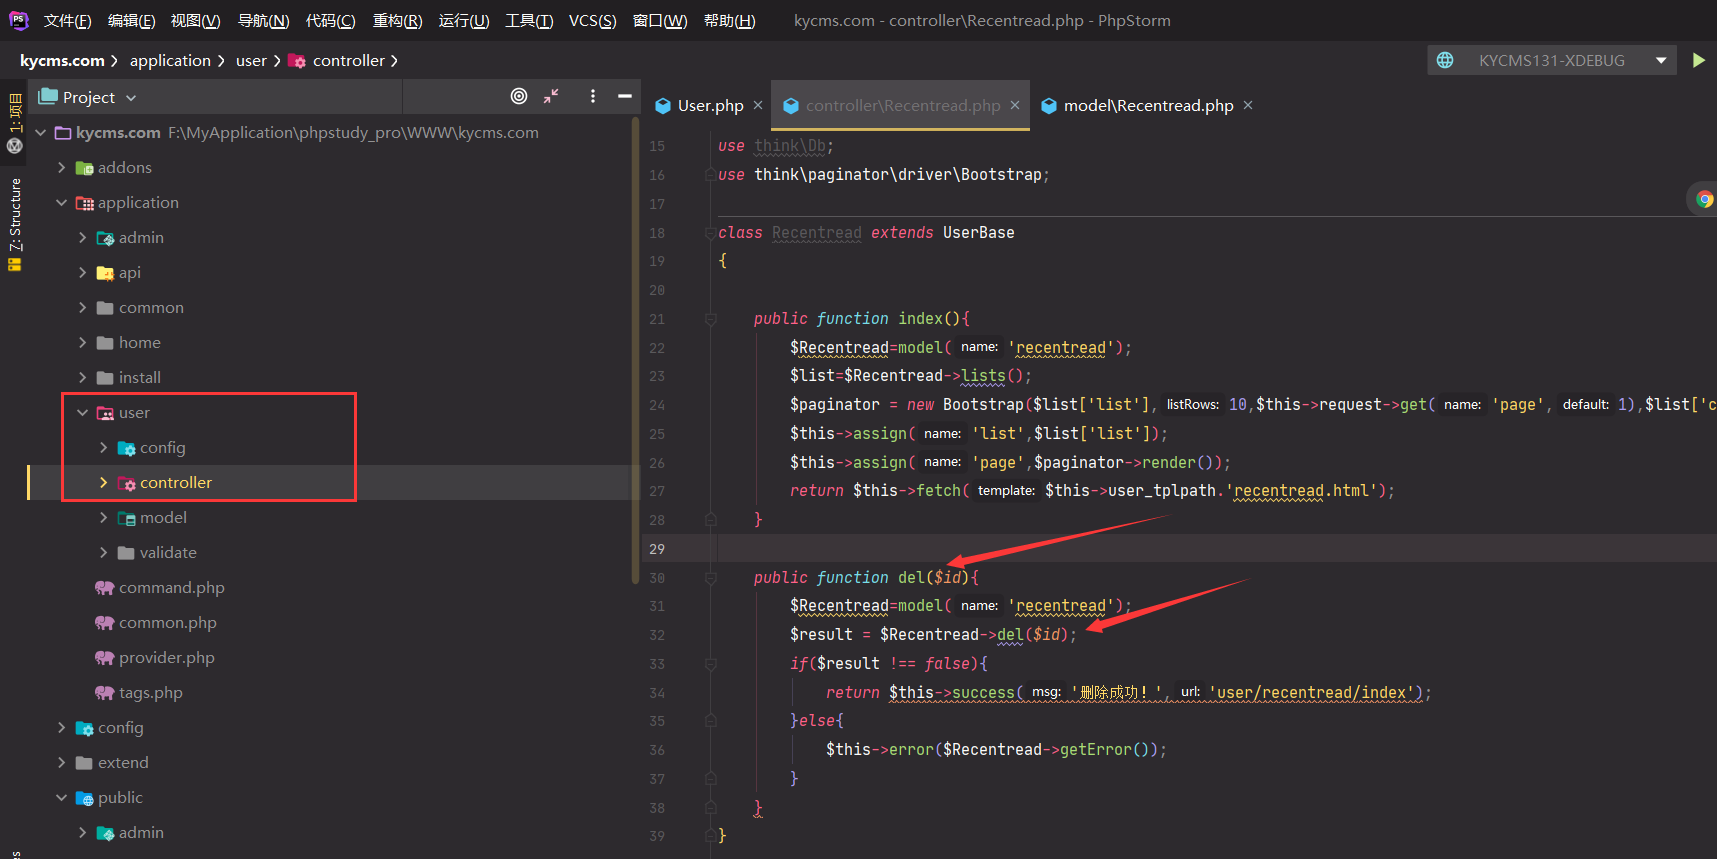 文件(F) 编辑(E) 视图(V) 导航(N) 代码(C) 重构(R) 运行(U) 工具(T) VCS(S) 窗口(W) 帮助(H) kycms.com - controller\Recentread.php - PhpStorm
kycms.com application user controller
KYCMS131-XDEBUG
1: 项目
Z: Structure
Project
kycms.com F:\MyApplication\phpstudy_pro\WWW\kycms.com
addons
application
admin
api
common
home
install
user
config
controller
model
validate
command.php
common.php
provider.php
tags.php
config
extend
public
admin
User.php controller\Recentread.php model\Recentread.php
15 use think\Db;
16 use think\paginator\driver\Bootstrap;
17
18 class Recentread extends UserBase
19 {
20
21 public function index(){
22 $Recentread=model( name: 'recentread');
23 $list=$Recentread->lists();
24 $paginator = new Bootstrap($list['list'], listRows: 10,$this->request->get( name: 'page', default: 1),$list['c
25 $this->assign( name: 'list',$list['list']);
26 $this->assign( name: 'page',$paginator->render());
27 return $this->fetch( template: $this->user_tplpath.'recentread.html');
28 }
29
30 public function del($id){
31 $Recentread=model( name: 'recentread');
32 $result = $Recentread->del($id);
33 if($result !== false){
34 return $this->success( msg: '删除成功！', url: 'user/recentread/index');
35 }else{
36 $this->error($Recentread->getError());
37 }
38 }
39 }